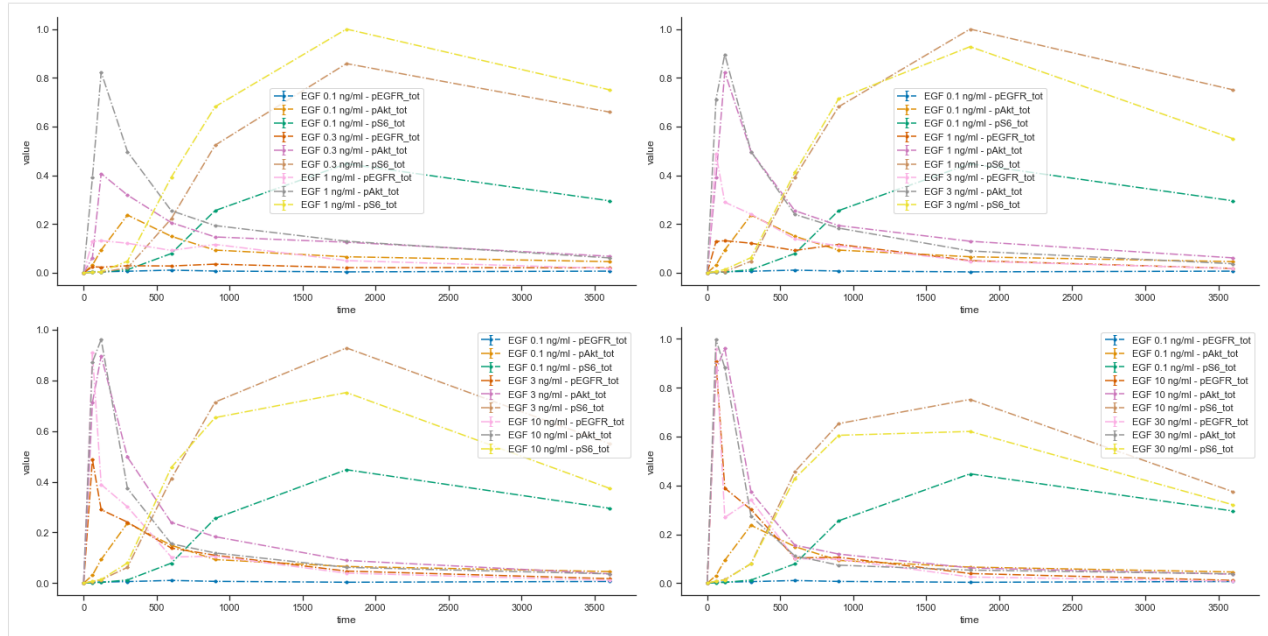 1.0
0.8
0.6
0.4
0.2
0.0
value
0
500
1000
1500
2000
2500
3000
3500
time
EGF 0.1 ng/ml - pEGFR_tot
EGF 0.1 ng/ml - pAkt_tot
EGF 0.1 ng/ml - pS6_tot
EGF 0.3 ng/ml - pEGFR_tot
EGF 0.3 ng/ml - pAkt_tot
EGF 0.3 ng/ml - pS6_tot
EGF 1 ng/ml - pEGFR_tot
EGF 1 ng/ml - pAkt_tot
EGF 1 ng/ml - pS6_tot
1.0
0.8
0.6
0.4
0.2
0.0
value
0
500
1000
1500
2000
2500
3000
3500
time
EGF 0.1 ng/ml - pEGFR_tot
EGF 0.1 ng/ml - pAkt_tot
EGF 0.1 ng/ml - pS6_tot
EGF 1 ng/ml - pEGFR_tot
EGF 1 ng/ml - pAkt_tot
EGF 1 ng/ml - pS6_tot
EGF 3 ng/ml - pEGFR_tot
EGF 3 ng/ml - pAkt_tot
EGF 3 ng/ml - pS6_tot
1.0
0.8
0.6
0.4
0.2
0.0
value
0
500
1000
1500
2000
2500
3000
3500
time
EGF 0.1 ng/ml - pEGFR_tot
EGF 0.1 ng/ml - pAkt_tot
EGF 0.1 ng/ml - pS6_tot
EGF 3 ng/ml - pEGFR_tot
EGF 3 ng/ml - pAkt_tot
EGF 3 ng/ml - pS6_tot
EGF 10 ng/ml - pEGFR_tot
EGF 10 ng/ml - pAkt_tot
EGF 10 ng/ml - pS6_tot
1.0
0.8
0.6
0.4
0.2
0.0
value
0
500
1000
1500
2000
2500
3000
3500
time
EGF 0.1 ng/ml - pEGFR_tot
EGF 0.1 ng/ml - pAkt_tot
EGF 0.1 ng/ml - pS6_tot
EGF 10 ng/ml - pEGFR_tot
EGF 10 ng/ml - pAkt_tot
EGF 10 ng/ml - pS6_tot
EGF 30 ng/ml - pEGFR_tot
EGF 30 ng/ml - pAkt_tot
EGF 30 ng/ml - pS6_tot